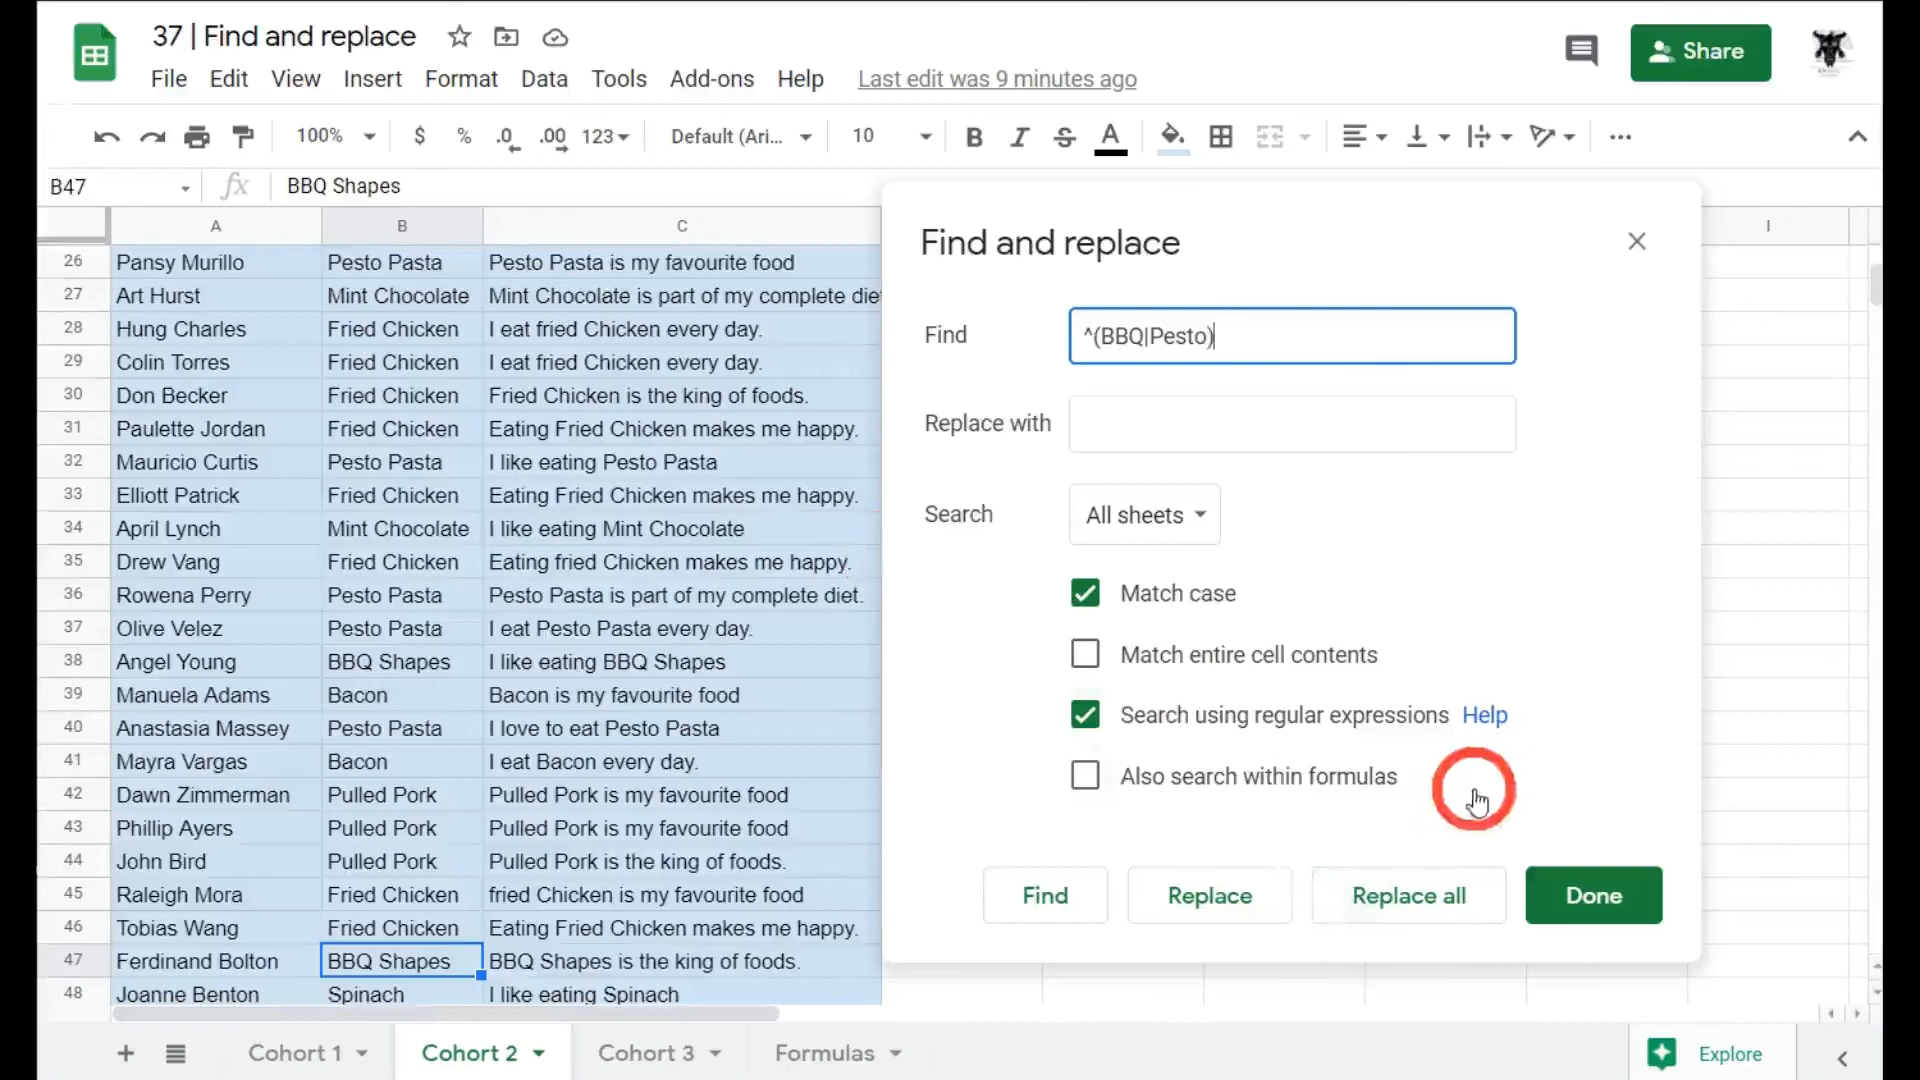 37 | Find and replace
File Edit View Insert Format Data Tools Add-ons Help Last edit was 9 minutes ago
Share
100% $ % .0 .00 123 Default (Ari... 10 B I S A
B47 fx BBQ Shapes
A B C I
26 Pansy Murillo Pesto Pasta Pesto Pasta is my favourite food
27 Art Hurst Mint Chocolate Mint Chocolate is part of my complete die
28 Hung Charles Fried Chicken I eat fried Chicken every day.
29 Colin Torres Fried Chicken I eat fried Chicken every day.
30 Don Becker Fried Chicken Fried Chicken is the king of foods.
31 Paulette Jordan Fried Chicken Eating Fried Chicken makes me happy.
32 Mauricio Curtis Pesto Pasta I like eating Pesto Pasta
33 Elliott Patrick Fried Chicken Eating Fried Chicken makes me happy.
34 April Lynch Mint Chocolate I like eating Mint Chocolate
35 Drew Vang Fried Chicken Eating fried Chicken makes me happy.
36 Rowena Perry Pesto Pasta Pesto Pasta is part of my complete diet.
37 Olive Velez Pesto Pasta I eat Pesto Pasta every day.
38 Angel Young BBQ Shapes I like eating BBQ Shapes
39 Manuela Adams Bacon Bacon is my favourite food
40 Anastasia Massey Pesto Pasta I love to eat Pesto Pasta
41 Mayra Vargas Bacon I eat Bacon every day.
42 Dawn Zimmerman Pulled Pork Pulled Pork is my favourite food
43 Phillip Ayers Pulled Pork Pulled Pork is my favourite food
44 John Bird Pulled Pork Pulled Pork is the king of foods.
45 Raleigh Mora Fried Chicken fried Chicken is my favourite food
46 Tobias Wang Fried Chicken Eating Fried Chicken makes me happy.
47 Ferdinand Bolton BBQ Shapes BBQ Shapes is the king of foods.
48 Joanne Benton Spinach I like eating Spinach
Find and replace
Find ^(BBQ|Pesto)
Replace with
Search All sheets
Match case
Match entire cell contents
Search using regular expressions Help
Also search within formulas
Find Replace Replace all Done
Cohort 1 Cohort 2 Cohort 3 Formulas Explore